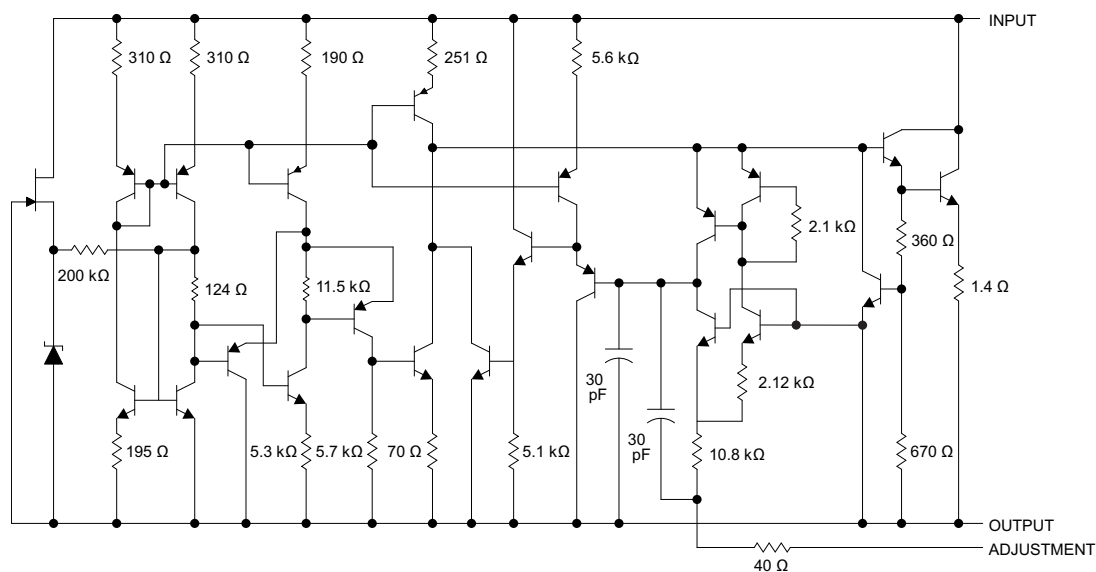 INPUT
310 Ω
310 Ω
190 Ω
251 Ω
5.6 kΩ
2.1 kΩ
360 Ω
200 kΩ
124 Ω
11.5 kΩ
1.4 Ω
30
pF
2.12 kΩ
30
pF
195 Ω
5.3 kΩ
5.7 kΩ
70 Ω
5.1 kΩ
10.8 kΩ
670 Ω
OUTPUT
ADJUSTMENT
40 Ω